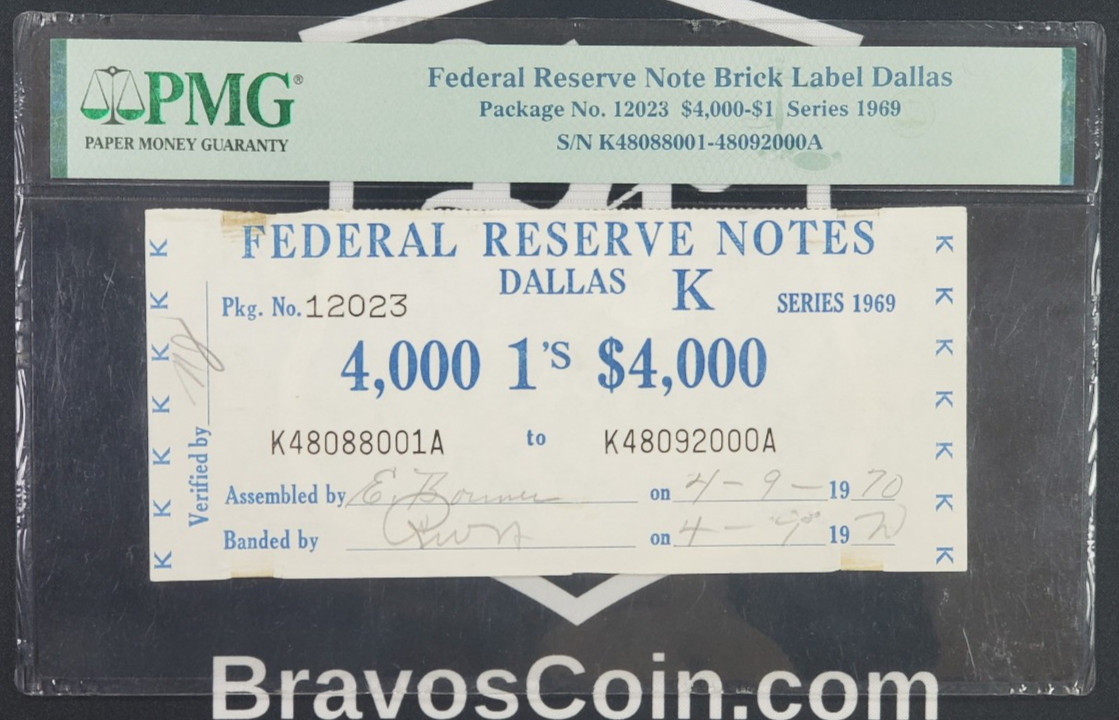 PMG®
PAPER MONEY GUARANTY
Federal Reserve Note Brick Label Dallas
Package No. 12023 $4,000-$1 Series 1969
S/N K48088001-48092000A
FEDERAL RESERVE NOTES
DALLAS K
Pkg. No. 12023
SERIES 1969
4,000 1'S $4,000
K48088001A to K48092000A
Assembled by E. on 4-9-1970
Banded by on 4-9 1970
Verified by
K K K K K K K
K K K K K K K
BravosCoin.com